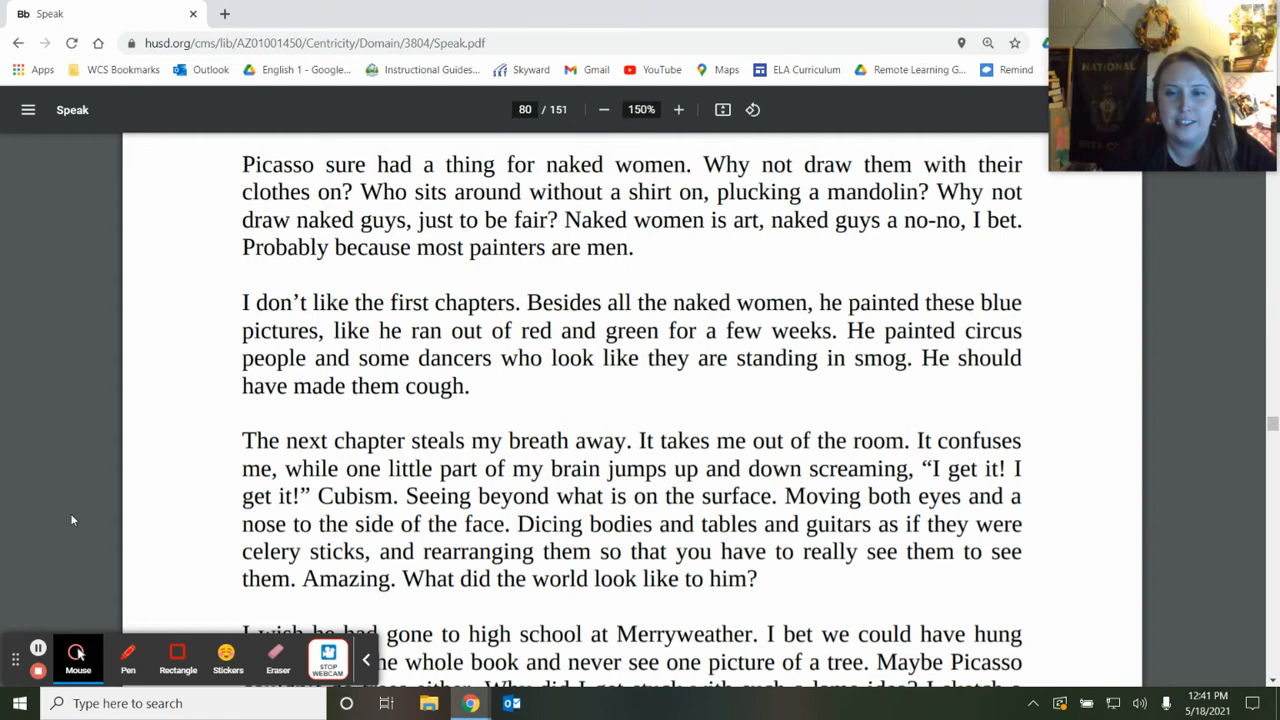 Bb Speak
husd.org/cms/lib/AZ01001450/Centricity/Domain/3804/Speak.pdf
Apps WCS Bookmarks Outlook English 1 - Google... Instructional Guides... Skyward Gmail YouTube Maps ELA Curriculum Remote Learning G... Remind
NATIONAL
Speak 80 / 151 150%
Picasso sure had a thing for naked women. Why not draw them with their
clothes on? Who sits around without a shirt on, plucking a mandolin? Why not
draw naked guys, just to be fair? Naked women is art, naked guys a no-no, I bet.
Probably because most painters are men.
I don’t like the first chapters. Besides all the naked women, he painted these blue
pictures, like he ran out of red and green for a few weeks. He painted circus
people and some dancers who look like they are standing in smog. He should
have made them cough.
The next chapter steals my breath away. It takes me out of the room. It confuses
me, while one little part of my brain jumps up and down screaming, “I get it! I
get it!” Cubism. Seeing beyond what is on the surface. Moving both eyes and a
nose to the side of the face. Dicing bodies and tables and guitars as if they were
celery sticks, and rearranging them so that you have to really see them to see
them. Amazing. What did the world look like to him?
I wish he had gone to high school at Merryweather. I bet we could have hung
whole book and never see one picture of a tree. Maybe Picasso
Mouse Pen Rectangle Stickers Eraser STOP WEBCAM
Type here to search
12:41 PM
5/18/2021